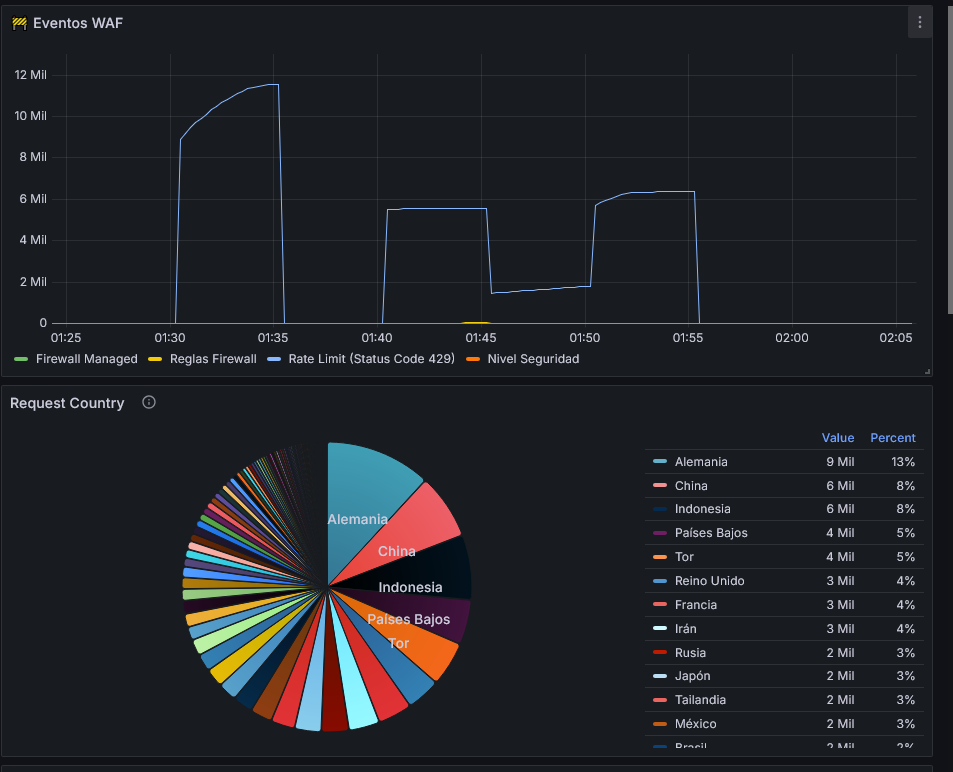 Eventos WAF
12 Mil
10 Mil
8 Mil
6 Mil
4 Mil
2 Mil
0
01:25 01:30 01:35 01:40 01:45 01:50 01:55 02:00 02:05
Firewall Managed Reglas Firewall Rate Limit (Status Code 429) Nivel Seguridad
Request Country
Alemania
China
Indonesia
Países Bajos
Tor
Value Percent
Alemania 9 Mil 13%
China 6 Mil 8%
Indonesia 6 Mil 8%
Países Bajos 4 Mil 5%
Tor 4 Mil 5%
Reino Unido 3 Mil 4%
Francia 3 Mil 4%
Irán 3 Mil 4%
Rusia 2 Mil 3%
Japón 2 Mil 3%
Tailandia 2 Mil 3%
México 2 Mil 3%
Brasil 2 Mil 2%